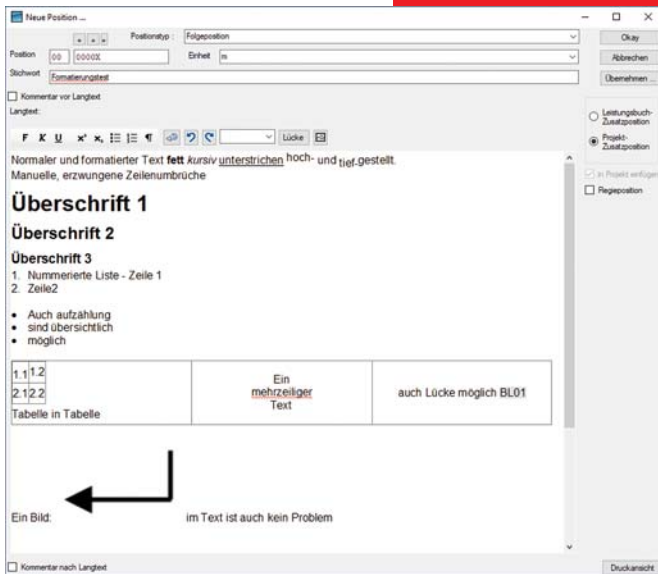 Neue Position ...
Positionstyp : Folgeposition
Okay
Position 00 0000X Einheit m
Abbrechen
Stichwort Formatierungstest
Übernehmen ...
Kommentar vor Langtext
Langtext:
Leistungsbuch-
Zusatzposition
F K U x² x₂ ¶ Lücke
Projekt-
Zusatzposition
Normaler und formatierter Text fett kursiv unterstrichen hoch- und tief-gestellt.
Manuelle, erzwungene Zeilenumbrüche
in Projekt einfügen
Regieposition
Überschrift 1
Überschrift 2
Überschrift 3
1. Nummerierte Liste - Zeile 1
2. Zeile2
• Auch aufzählung
• sind übersichtlich
• möglich
1.1 1.2
2.1 2.2
Tabelle in Tabelle
Ein
mehrzeiliger
Text
auch Lücke möglich BL01
Ein Bild: im Text ist auch kein Problem
Kommentar nach Langtext
Druckansicht